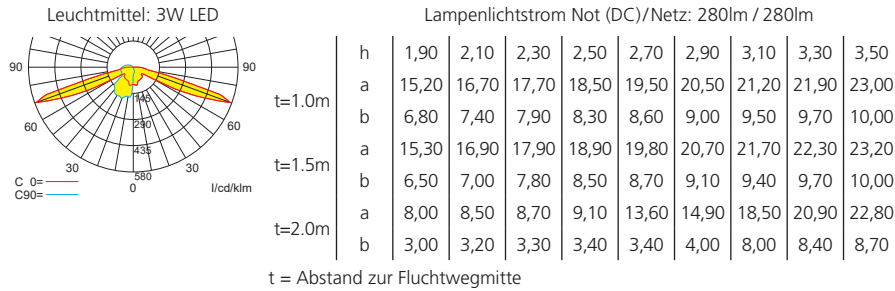 Leuchtmittel: 3W LED
Lampenlichtstrom Not (DC)/Netz: 280lm / 280lm
90 90
60 60
30 30
0
145
290
435
580
C 0=
C90=
I/cd/klm
h 1,90 2,10 2,30 2,50 2,70 2,90 3,10 3,30 3,50
t=1.0m
a 15,20 16,70 17,70 18,50 19,50 20,50 21,20 21,90 23,00
b 6,80 7,40 7,90 8,30 8,60 9,00 9,50 9,70 10,00
t=1.5m
a 15,30 16,90 17,90 18,90 19,80 20,70 21,70 22,30 23,20
b 6,50 7,00 7,80 8,50 8,70 9,10 9,40 9,70 10,00
t=2.0m
a 8,00 8,50 8,70 9,10 13,60 14,90 18,50 20,90 22,80
b 3,00 3,20 3,30 3,40 3,40 4,00 8,00 8,40 8,70
t = Abstand zur Fluchtwegmitte